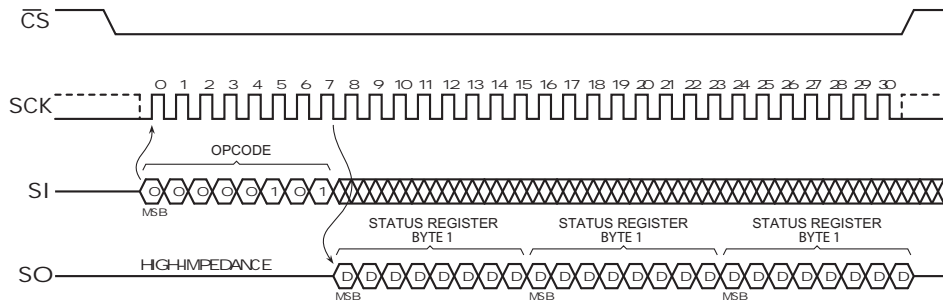 CS
0 1 2 3 4 5 6 7 8 9 10 11 12 13 14 15 16 17 18 19 20 21 22 23 24 25 26 27 28 29 30
SCK
OPCODE
SI
0 0 0 0 0 1 0 1
MSB
STATUS REGISTER
BYTE 1
STATUS REGISTER
BYTE 1
STATUS REGISTER
BYTE 1
SO
HIGH-IMPEDANCE
D D D D D D D D D D D D D D D D D D D D D D D D
MSB
MSB
MSB